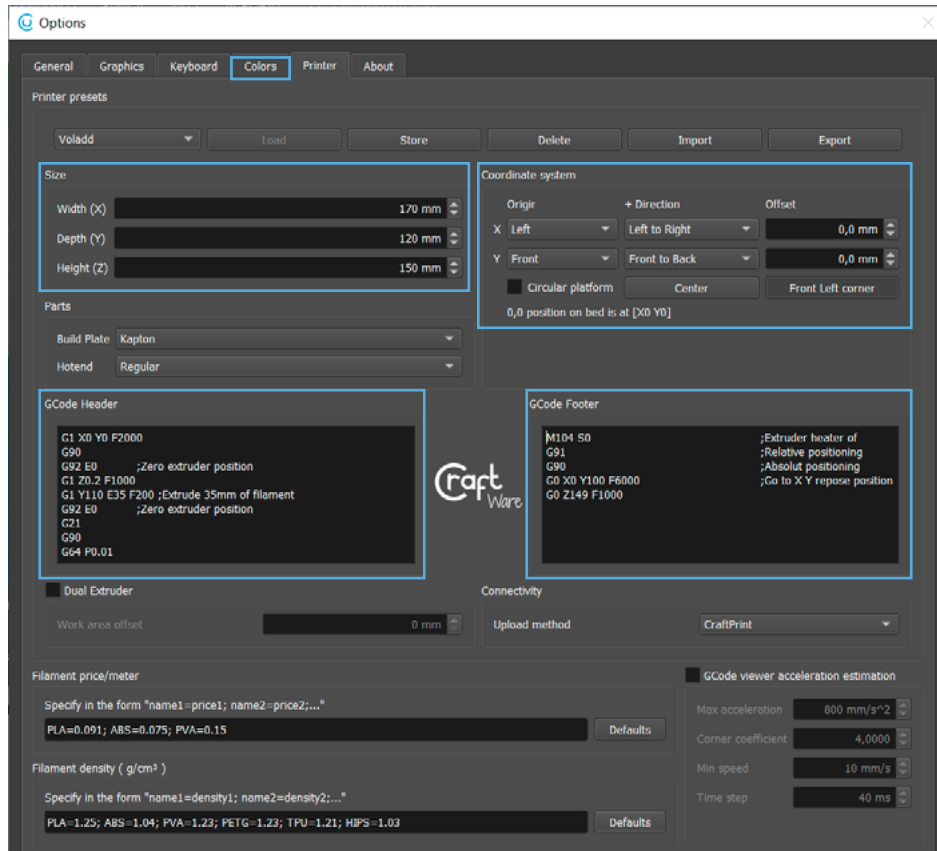 Options
General Graphics Keyboard Colors Printer About
Printer presets
Voladd Load Store Delete Import Export
Size
Width (X) 170 mm
Depth (Y) 120 mm
Height (Z) 150 mm
Coordinate system
Origir + Direction Offset
X Left Left to Right 0,0 mm
Y Front Front to Back 0,0 mm
Circular platform Center Front Left corner
0,0 position on bed is at [X0 Y0]
Parts
Build Plate Kapton
Hotend Regular
GCode Header
G1 X0 Y0 F2000
G90
G92 E0 ;Zero extruder position
G1 Z0.2 F1000
G1 Y110 E35 F200 ;Extrude 35mm of filament
G92 E0 ;Zero extruder position
G21
G90
G64 P0.01
Craft
Ware
GCode Footer
M104 S0 ;Extruder heater of
G91 ;Relative positioning
G90 ;Absolut positioning
G0 X0 Y100 F6000 ;Go to X Y repose position
G0 Z149 F1000
Dual Extruder
Work area offset 0 mm
Connectivity
Upload method CraftPrint
Filament price/meter
Specify in the form "name1=price1; name2=price2;..."
PLA=0.091; ABS=0.075; PVA=0.15 Defaults
Filament density ( g/cm³ )
Specify in the form "name1=density1; name2=density2;..."
PLA=1.25; ABS=1.04; PVA=1.23; PETG=1.23; TPU=1.21; HIPS=1.03 Defaults
GCode viewer acceleration estimation
Max acceleration 800 mm/s^2
Corner coefficient 4,0000
Min speed 10 mm/s
Time step 40 ms